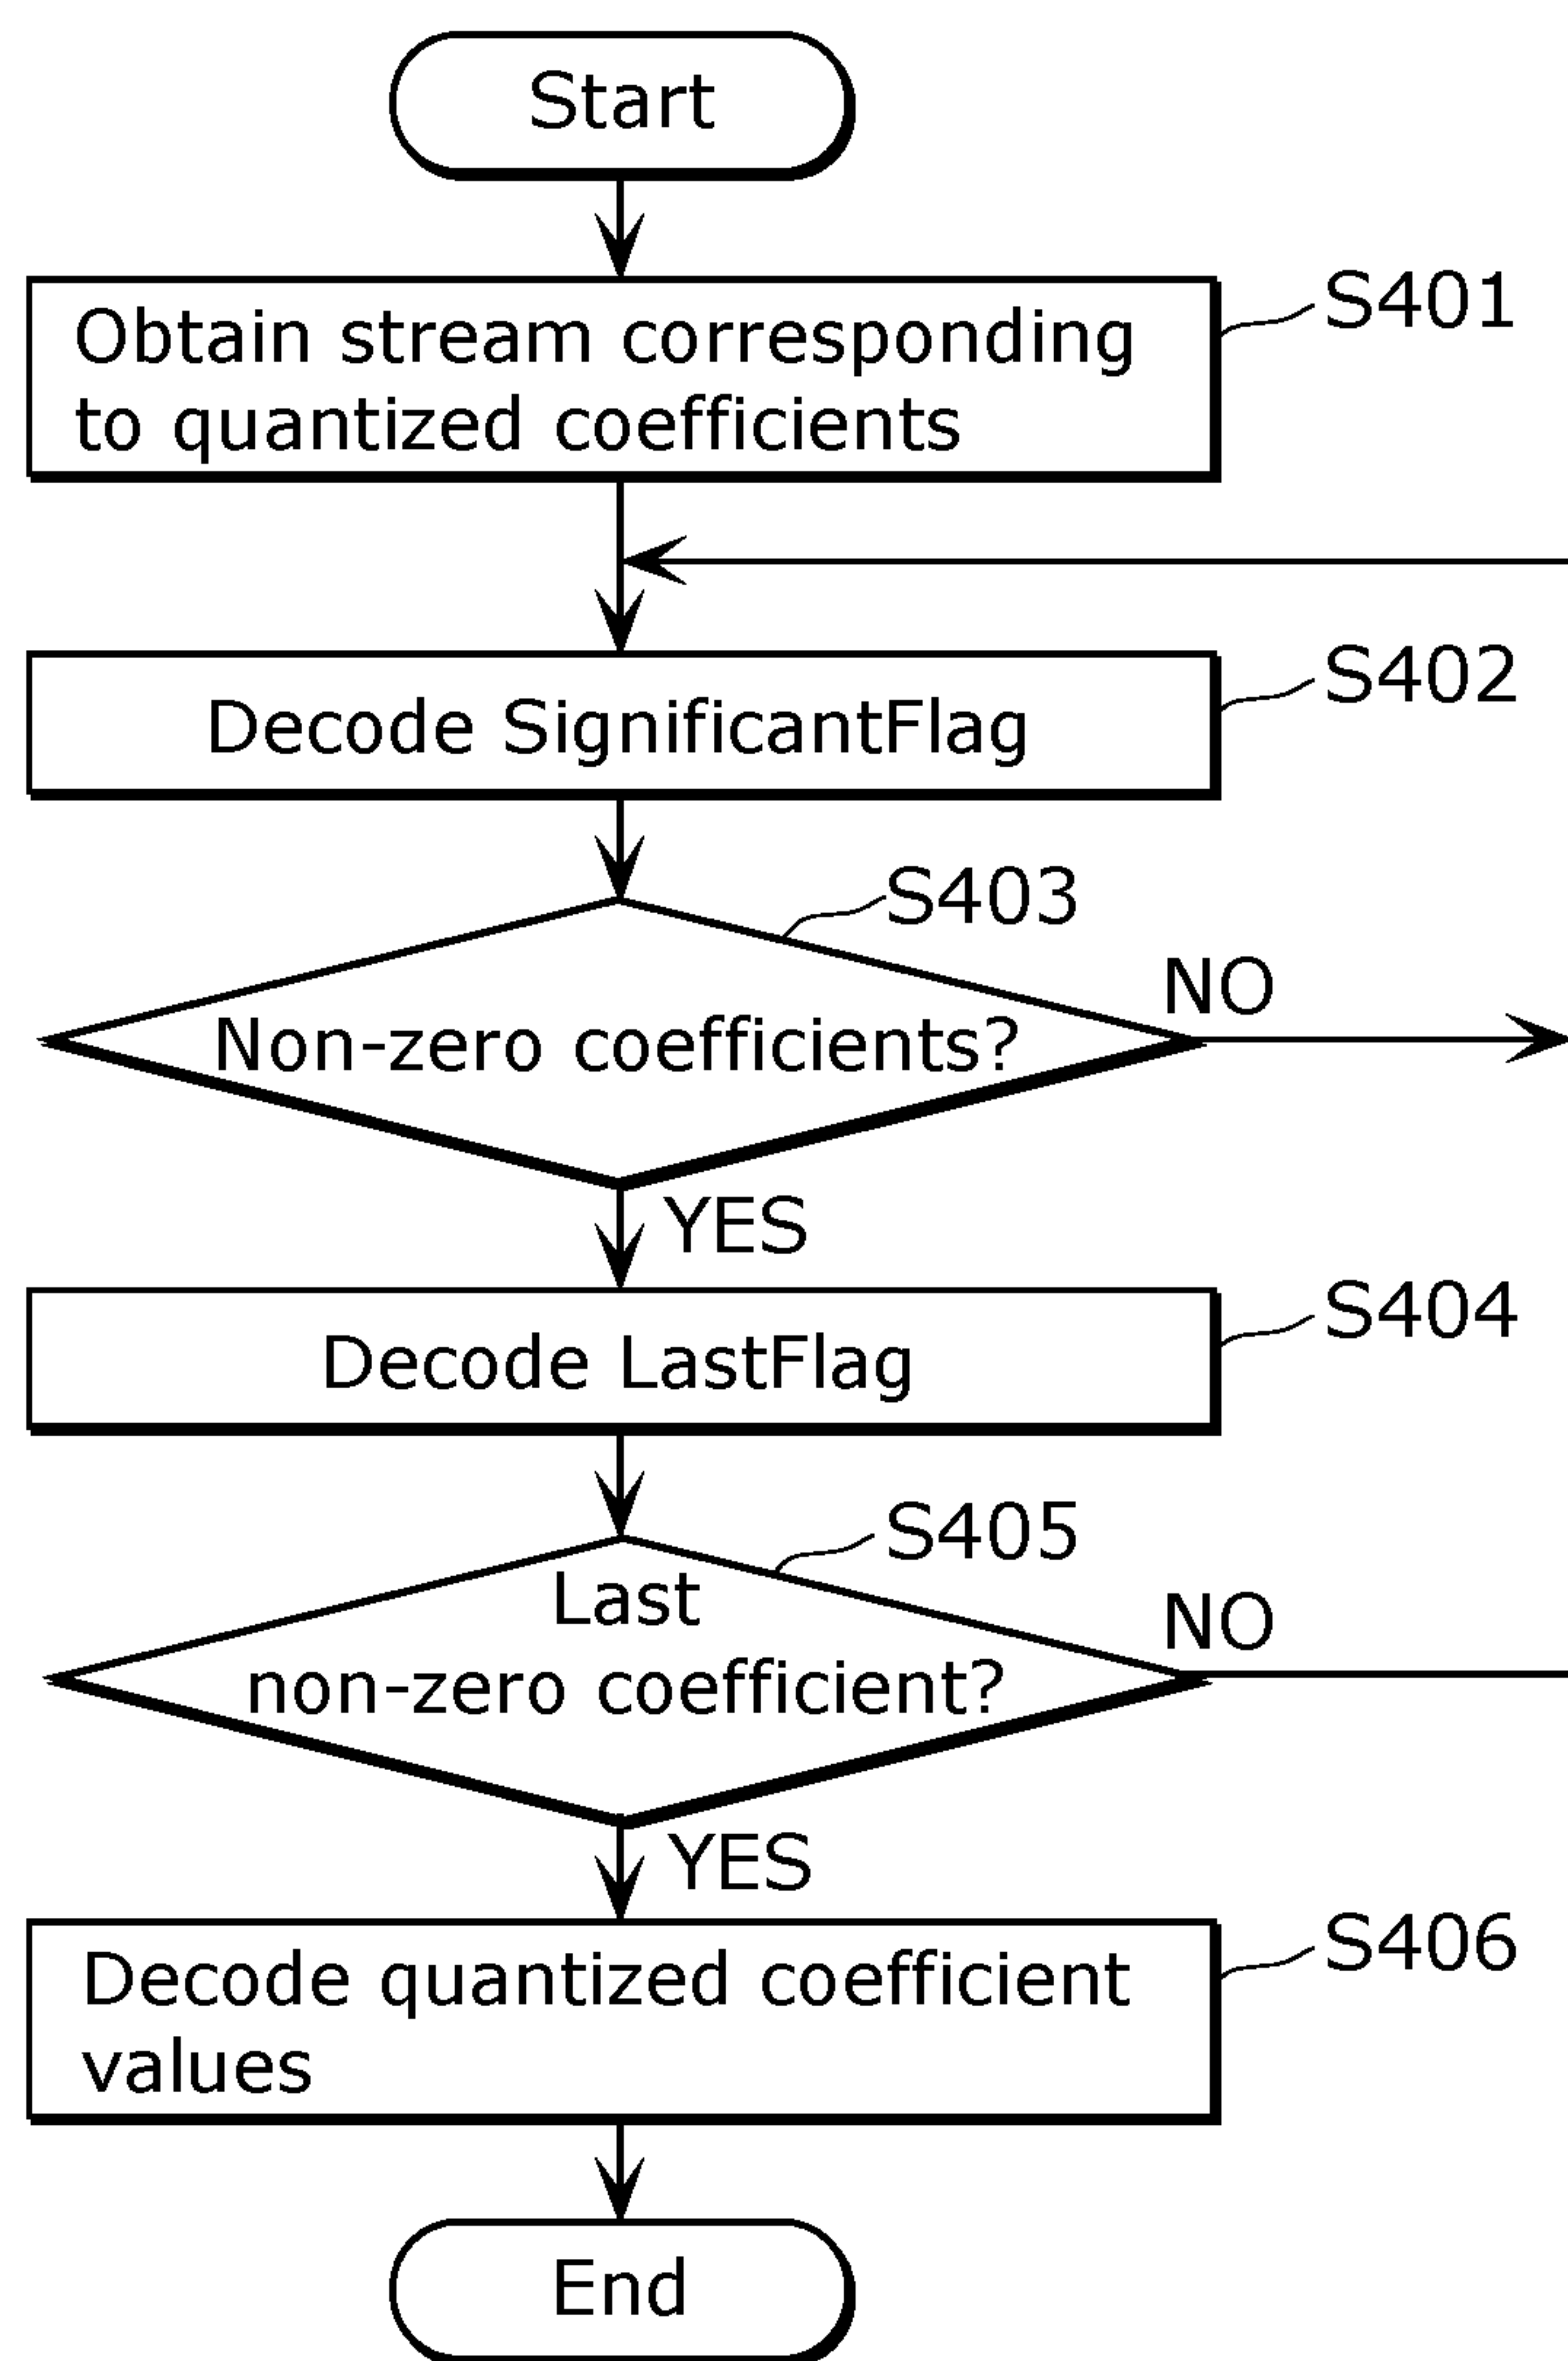 Start
S401
Obtain stream corresponding
to quantized coefficients
S402
Decode SignificantFlag
S403
NO
Non-zero coefficients?
YES
S404
Decode LastFlag
S405
Last
NO
non-zero coefficient?
YES
S406
Decode quantized coefficient
values
End